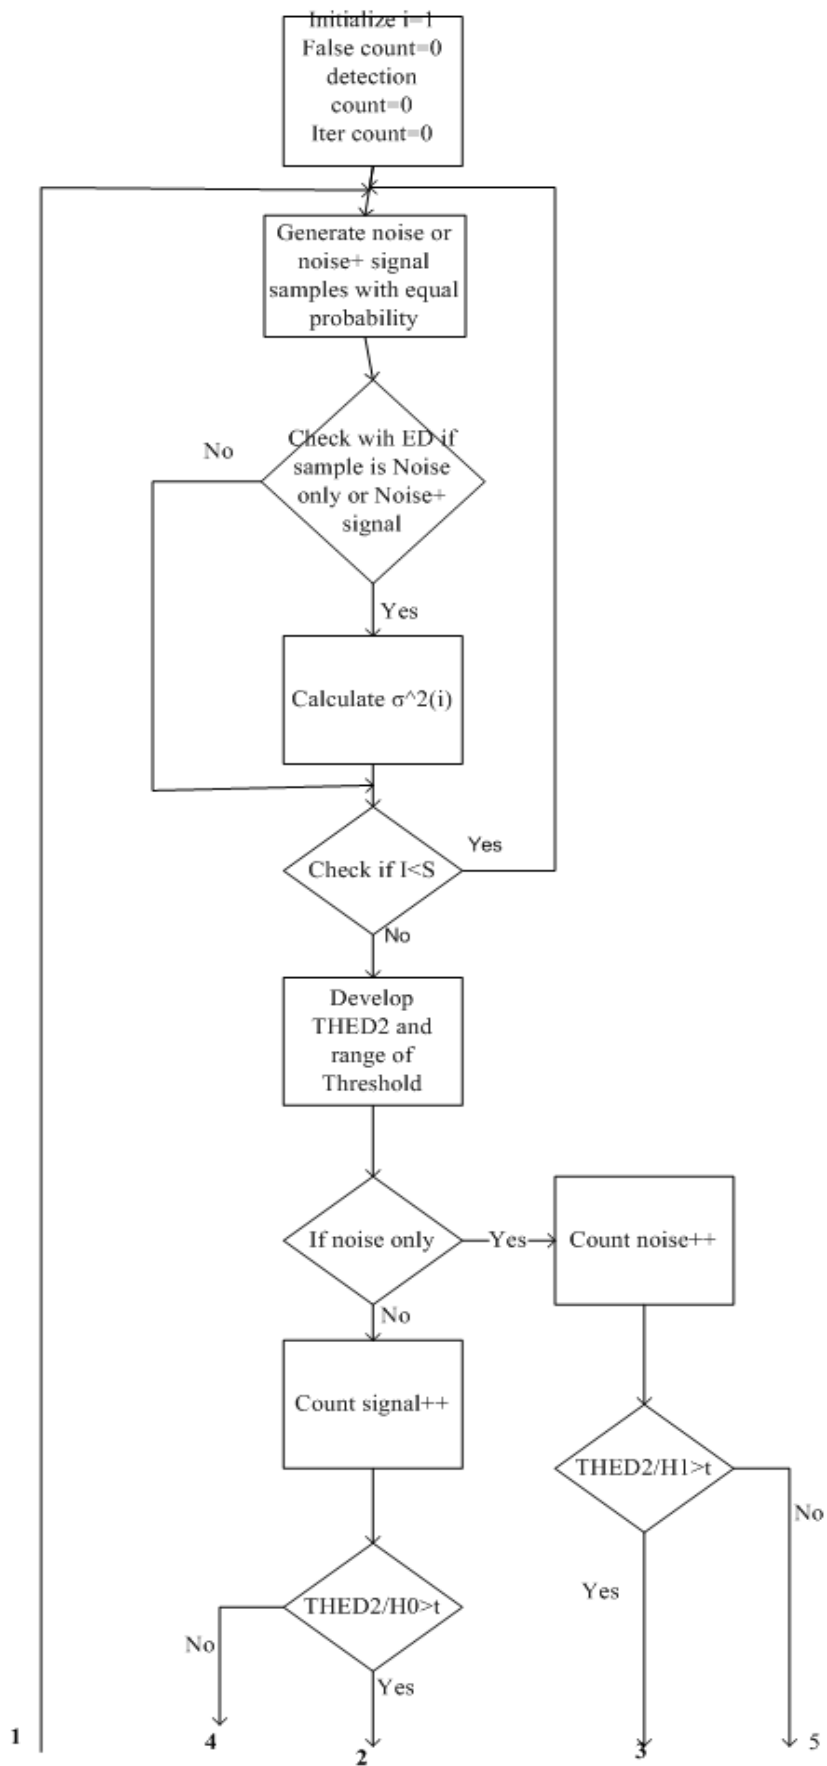 Initialize i=1
False count=0
detection
count=0
Iter count=0
Generate noise or
noise+ signal
samples with equal
probability
No
Check wih ED if
sample is Noise
only or Noise+
signal
Yes
Calculate σ^2(i)
Yes
Check if I<S
No
Develop
THED2 and
range of
Threshold
If noise only
Yes
Count noise++
No
Count signal++
THED2/H1>t
No
Yes
THED2/H0>t
No
Yes
1
4
2
3
5